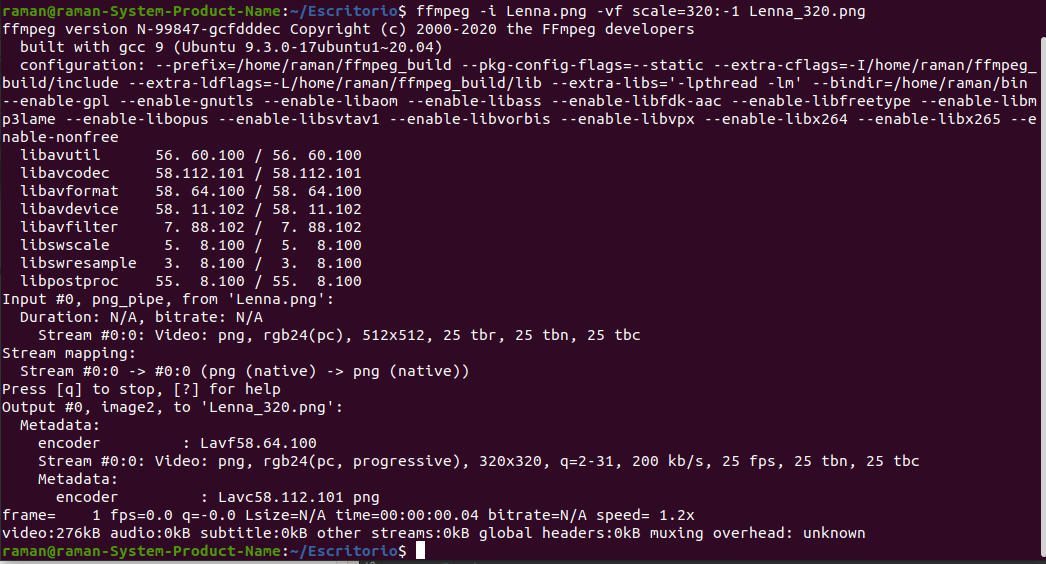 raman@raman-System-Product-Name:~/Escritorio$ ffmpeg -i Lenna.png -vf scale=320:-1 Lenna_320.png
ffmpeg version N-99847-gcfdddec Copyright (c) 2000-2020 the FFmpeg developers
  built with gcc 9 (Ubuntu 9.3.0-17ubuntu1~20.04)
  configuration: --prefix=/home/raman/ffmpeg_build --pkg-config-flags=--static --extra-cflags=-I/home/raman/ffmpeg_
build/include --extra-ldflags=-L/home/raman/ffmpeg_build/lib --extra-libs='-lpthread -lm' --bindir=/home/raman/bin
--enable-gpl --enable-gnutls --enable-libaom --enable-libass --enable-libfdk-aac --enable-libfreetype --enable-libm
p3lame --enable-libopus --enable-libsvtav1 --enable-libvorbis --enable-libvpx --enable-libx264 --enable-libx265 --e
nable-nonfree
  libavutil      56. 60.100 / 56. 60.100
  libavcodec     58.112.101 / 58.112.101
  libavformat    58. 64.100 / 58. 64.100
  libavdevice    58. 11.102 / 58. 11.102
  libavfilter     7. 88.102 /  7. 88.102
  libswscale      5.  8.100 /  5.  8.100
  libswresample   3.  8.100 /  3.  8.100
  libpostproc    55.  8.100 / 55.  8.100
Input #0, png_pipe, from 'Lenna.png':
  Duration: N/A, bitrate: N/A
    Stream #0:0: Video: png, rgb24(pc), 512x512, 25 tbr, 25 tbn, 25 tbc
Stream mapping:
  Stream #0:0 -> #0:0 (png (native) -> png (native))
Press [q] to stop, [?] for help
Output #0, image2, to 'Lenna_320.png':
  Metadata:
    encoder         : Lavf58.64.100
    Stream #0:0: Video: png, rgb24(pc, progressive), 320x320, q=2-31, 200 kb/s, 25 fps, 25 tbn, 25 tbc
    Metadata:
      encoder         : Lavc58.112.101 png
frame=    1 fps=0.0 q=-0.0 Lsize=N/A time=00:00:00.04 bitrate=N/A speed= 1.2x
video:276kB audio:0kB subtitle:0kB other streams:0kB global headers:0kB muxing overhead: unknown
raman@raman-System-Product-Name:~/Escritorio$